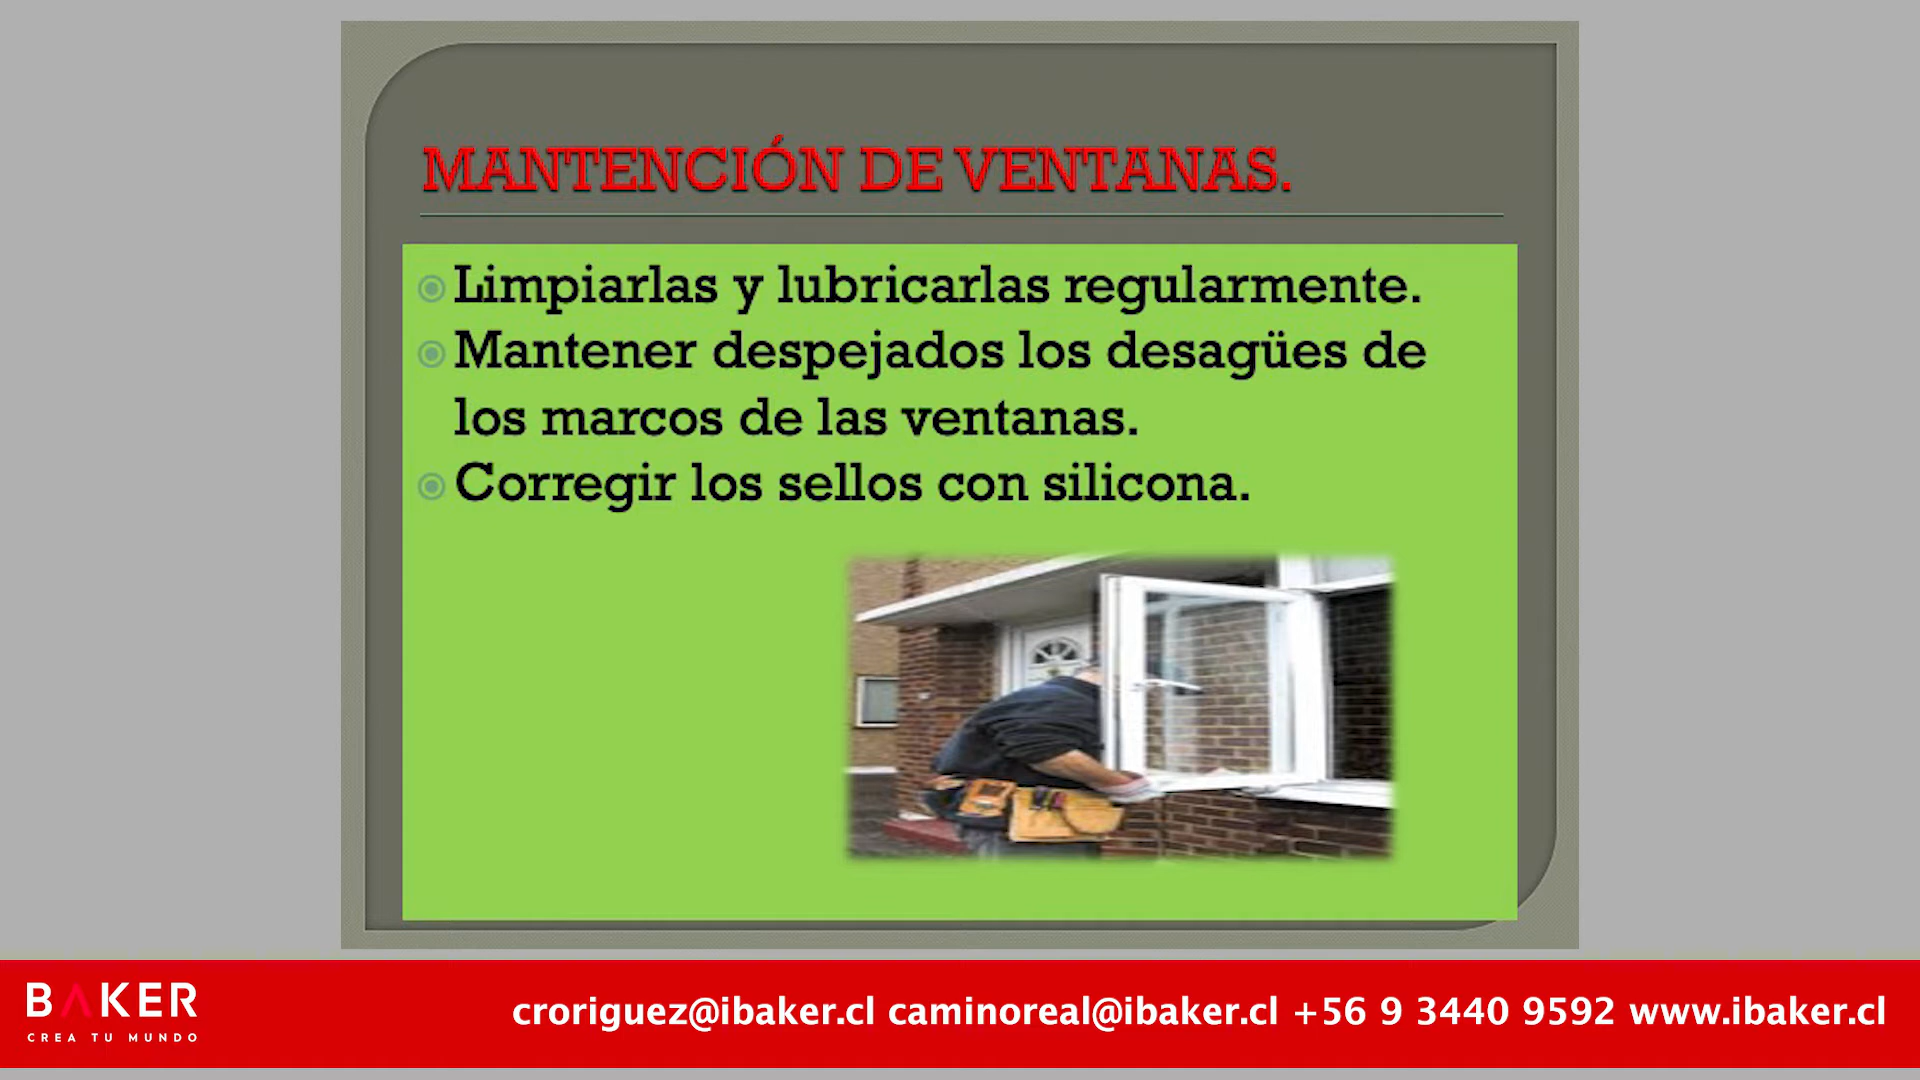 MANTENCIÓN DE VENTANAS.
Limpiarlas y lubricarlas regularmente.
Mantener despejados los desagües de
los marcos de las ventanas.
Corregir los sellos con silicona.
BAKER
CREA TU MUNDO
croriguez@ibaker.cl caminoreal@ibaker.cl +56 9 3440 9592 www.ibaker.cl